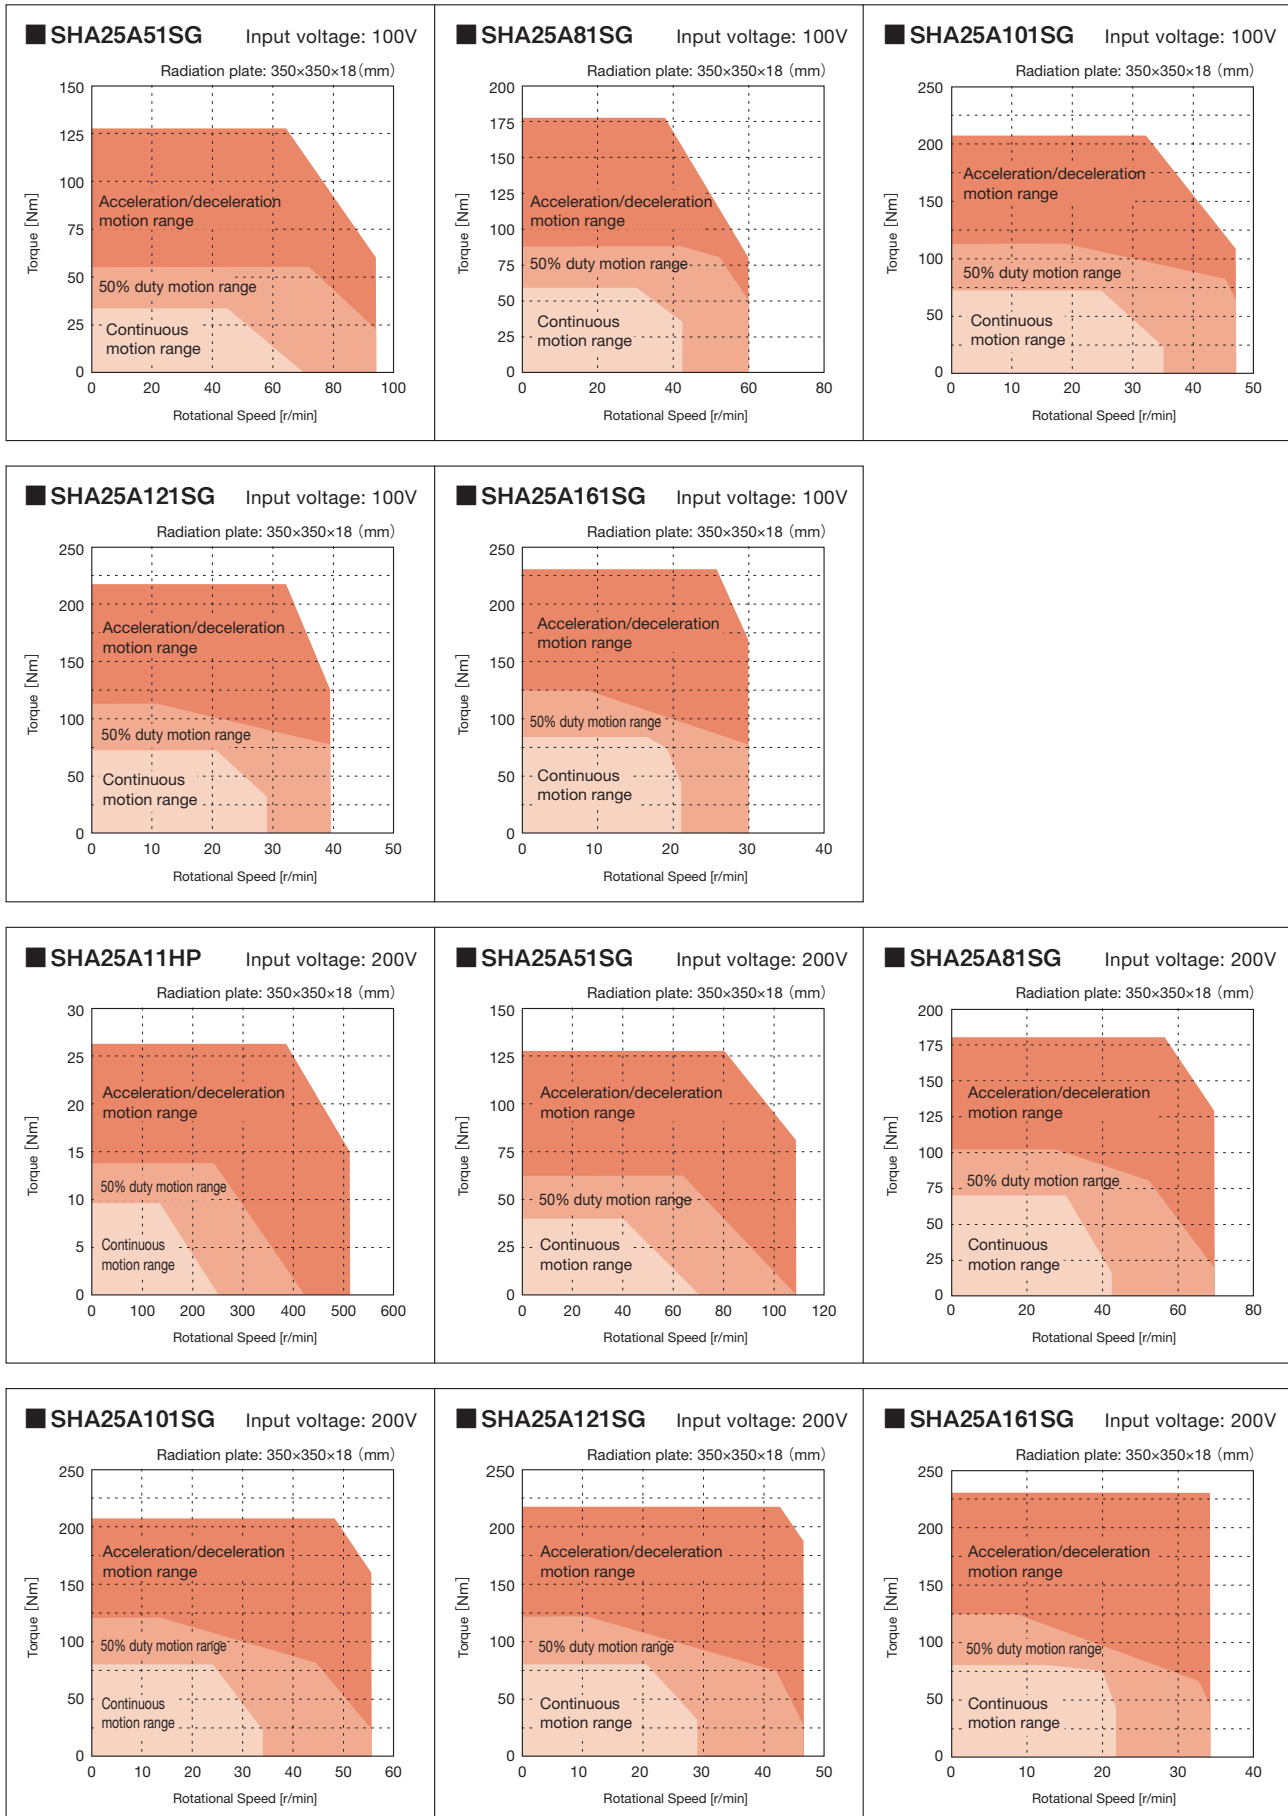 ■ SHA25A51SG Input voltage: 100V
Radiation plate: 350×350×18 (mm)
150
125
100
75
50
25
0
Torque [Nm]
Acceleration/deceleration
motion range
50% duty motion range
Continuous
motion range
0 20 40 60 80 100
Rotational Speed [r/min]
■ SHA25A81SG Input voltage: 100V
Radiation plate: 350×350×18 (mm)
200
175
150
125
100
75
50
25
0
Torque [Nm]
Acceleration/deceleration
motion range
50% duty motion range
Continuous
motion range
0 20 40 60 80
Rotational Speed [r/min]
■ SHA25A101SG Input voltage: 100V
Radiation plate: 350×350×18 (mm)
250
200
150
100
50
0
Torque [Nm]
Acceleration/deceleration
motion range
50% duty motion range
Continuous
motion range
0 10 20 30 40 50
Rotational Speed [r/min]
■ SHA25A121SG Input voltage: 100V
Radiation plate: 350×350×18 (mm)
250
200
150
100
50
0
Torque [Nm]
Acceleration/deceleration
motion range
50% duty motion range
Continuous
motion range
0 10 20 30 40 50
Rotational Speed [r/min]
■ SHA25A161SG Input voltage: 100V
Radiation plate: 350×350×18 (mm)
250
200
150
100
50
0
Torque [Nm]
Acceleration/deceleration
motion range
50% duty motion range
Continuous
motion range
0 10 20 30 40
Rotational Speed [r/min]
■ SHA25A11HP Input voltage: 200V
Radiation plate: 350×350×18 (mm)
30
25
20
15
10
5
0
Torque [Nm]
Acceleration/deceleration
motion range
50% duty motion range
Continuous
motion range
0 100 200 300 400 500 600
Rotational Speed [r/min]
■ SHA25A51SG Input voltage: 200V
Radiation plate: 350×350×18 (mm)
150
125
100
75
50
25
0
Torque [Nm]
Acceleration/deceleration
motion range
50% duty motion range
Continuous
motion range
0 20 40 60 80 100 120
Rotational Speed [r/min]
■ SHA25A81SG Input voltage: 200V
Radiation plate: 350×350×18 (mm)
200
175
150
125
100
75
50
25
0
Torque [Nm]
Acceleration/deceleration
motion range
50% duty motion range
Continuous
motion range
0 20 40 60 80
Rotational Speed [r/min]
■ SHA25A101SG Input voltage: 200V
Radiation plate: 350×350×18 (mm)
250
200
150
100
50
0
Torque [Nm]
Acceleration/deceleration
motion range
50% duty motion range
Continuous
motion range
0 10 20 30 40 50 60
Rotational Speed [r/min]
■ SHA25A121SG Input voltage: 200V
Radiation plate: 350×350×18 (mm)
250
200
150
100
50
0
Torque [Nm]
Acceleration/deceleration
motion range
50% duty motion range
Continuous
motion range
0 10 20 30 40 50
Rotational Speed [r/min]
■ SHA25A161SG Input voltage: 200V
Radiation plate: 350×350×18 (mm)
250
200
150
100
50
0
Torque [Nm]
Acceleration/deceleration
motion range
50% duty motion range
Continuous
motion range
0 10 20 30 40
Rotational Speed [r/min]